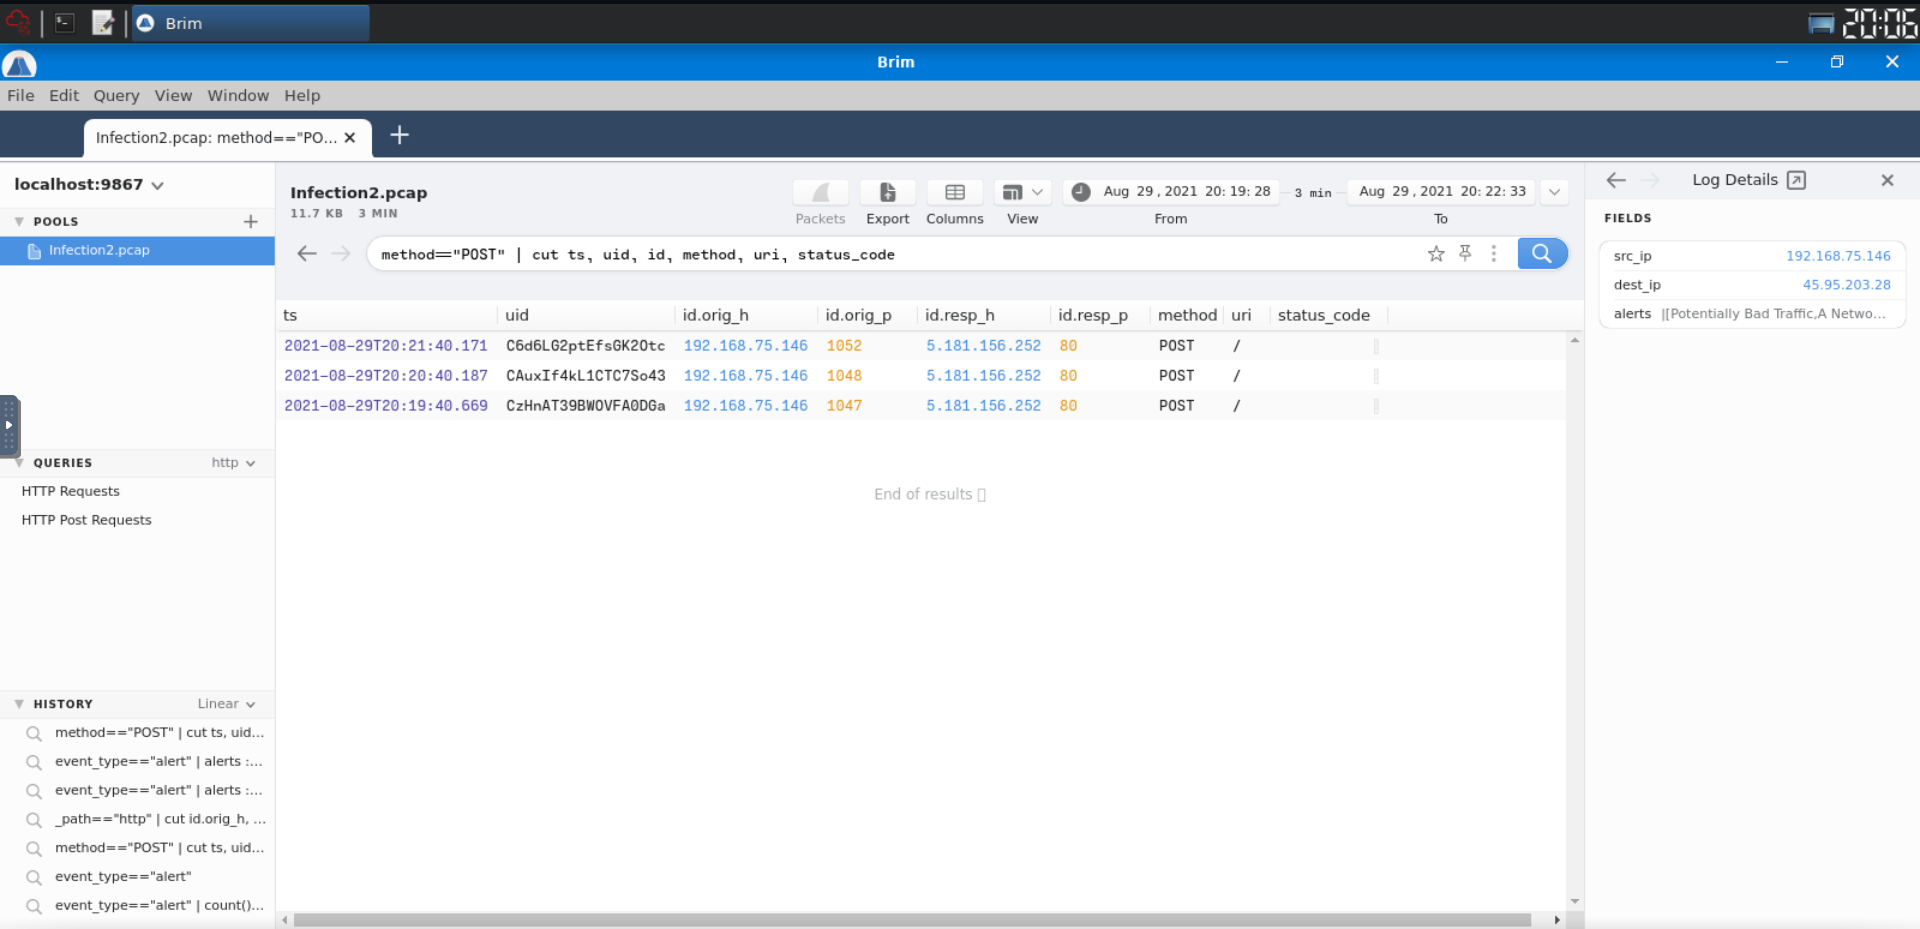 Brim
20:06
Brim
File Edit Query View Window Help
Infection2.pcap: method=="PO...
localhost:9867
POOLS
Infection2.pcap
QUERIES http
HTTP Requests
HTTP Post Requests
HISTORY Linear
method=="POST" | cut ts, uid...
event_type=="alert" | alerts :...
event_type=="alert" | alerts :...
_path=="http" | cut id.orig_h, ...
method=="POST" | cut ts, uid...
event_type=="alert"
event_type=="alert" | count()...
Infection2.pcap
11.7 KB 3 MIN
Packets Export Columns View
Aug 29, 2021 20:19:28 3 min Aug 29, 2021 20:22:33
From To
method=="POST" | cut ts, uid, id, method, uri, status_code
ts uid id.orig_h id.orig_p id.resp_h id.resp_p method uri status_code
2021-08-29T20:21:40.171 C6d6LG2ptEfsGK2Otc 192.168.75.146 1052 5.181.156.252 80 POST /
2021-08-29T20:20:40.187 CAuxIf4kL1CTC7So43 192.168.75.146 1048 5.181.156.252 80 POST /
2021-08-29T20:19:40.669 CzHnAT39BWOVFA0DGa 192.168.75.146 1047 5.181.156.252 80 POST /
End of results
Log Details
FIELDS
src_ip 192.168.75.146
dest_ip 45.95.203.28
alerts |[Potentially Bad Traffic,A Netwo...